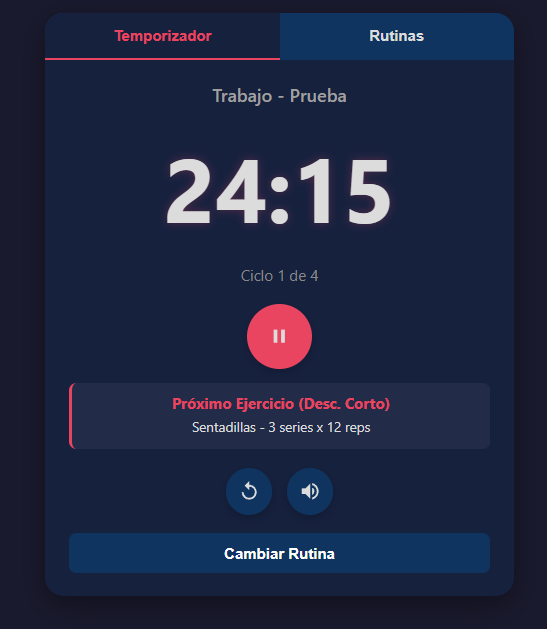 Temporizador
Rutinas
Trabajo - Prueba
24:15
Ciclo 1 de 4
Próximo Ejercicio (Desc. Corto)
Sentadillas - 3 series x 12 reps
Cambiar Rutina